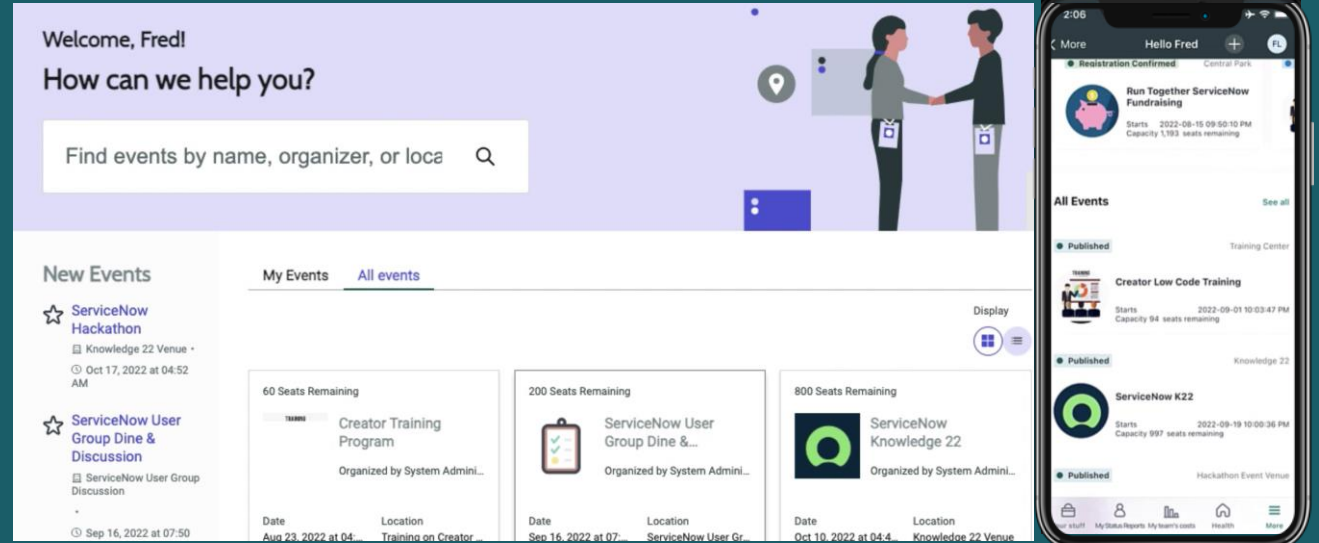 Welcome, Fred!
How can we help you?
Find events by name, organizer, or loca
New Events
ServiceNow
Hackathon
Knowledge 22 Venue •
Oct 17, 2022 at 04:52
AM
ServiceNow User
Group Dine &
Discussion
ServiceNow User Group
Discussion
Sep 16, 2022 at 07:50
My Events All events
Display
60 Seats Remaining
TRAINING
Creator Training
Program
Organized by System Admini...
Date Location
Aug 23, 2022 at 04:... Training on Creator ...
200 Seats Remaining
ServiceNow User
Group Dine &...
Organized by System Admini...
Date Location
Sep 16, 2022 at 07:... ServiceNow User Gr...
800 Seats Remaining
ServiceNow
Knowledge 22
Organized by System Admini...
Date Location
Oct 10, 2022 at 04:4... Knowledge 22 Venue
2:06
More Hello Fred FL
Registration Confirmed Central Park
Run Together ServiceNow
Fundraising
Starts 2022-08-15 09:50:10 PM
Capacity 1,193 seats remaining
All Events See all
Published Training Center
TRAINING
Creator Low Code Training
Starts 2022-09-01 10:03:47 PM
Capacity 94 seats remaining
Published Knowledge 22
ServiceNow K22
Starts 2022-09-19 10:00:36 PM
Capacity 997 seats remaining
Published Hackathon Event Venue
our stuff My Status Reports My team's costs Health More